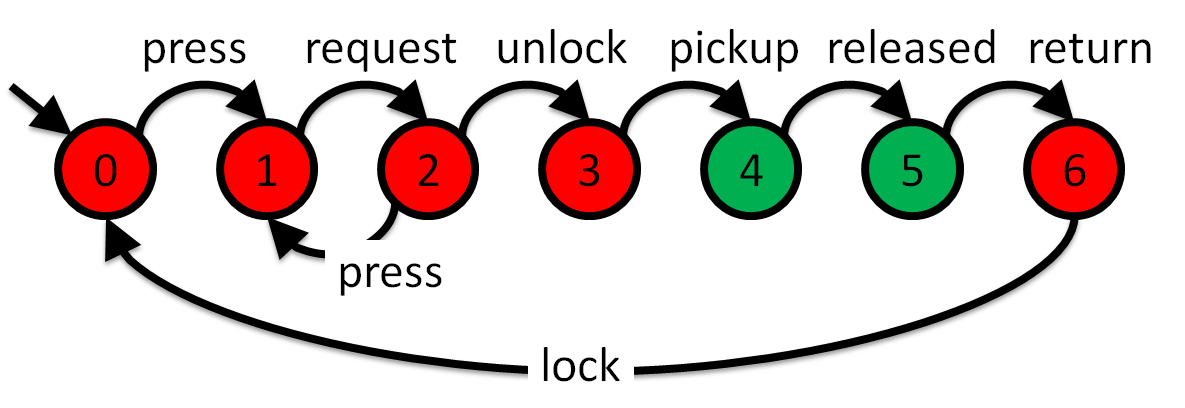 press request unlock pickup released return
0 1 2 3 4 5 6
press
lock